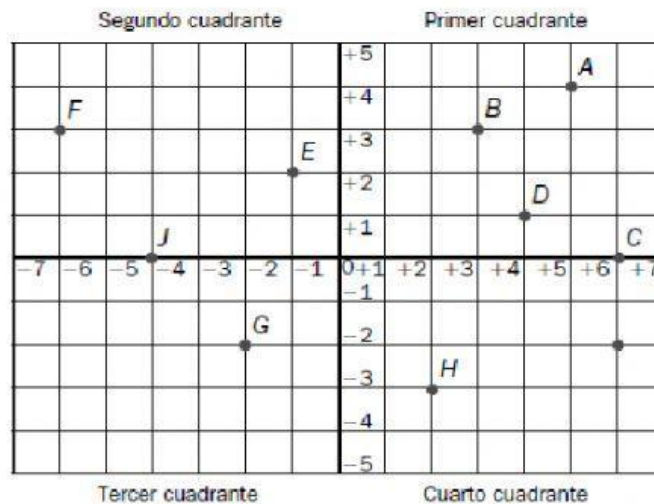 Segundo cuadrante Primer cuadrante
+5
A
+4
F B
+3
E
+2
D
+1
J C
−7 −6 −5 −4 −3 −2 −1 0 +1 +2 +3 +4 +5 +6 +7
−1
G
−2
H
−3
−4
−5
Tercer cuadrante Cuarto cuadrante